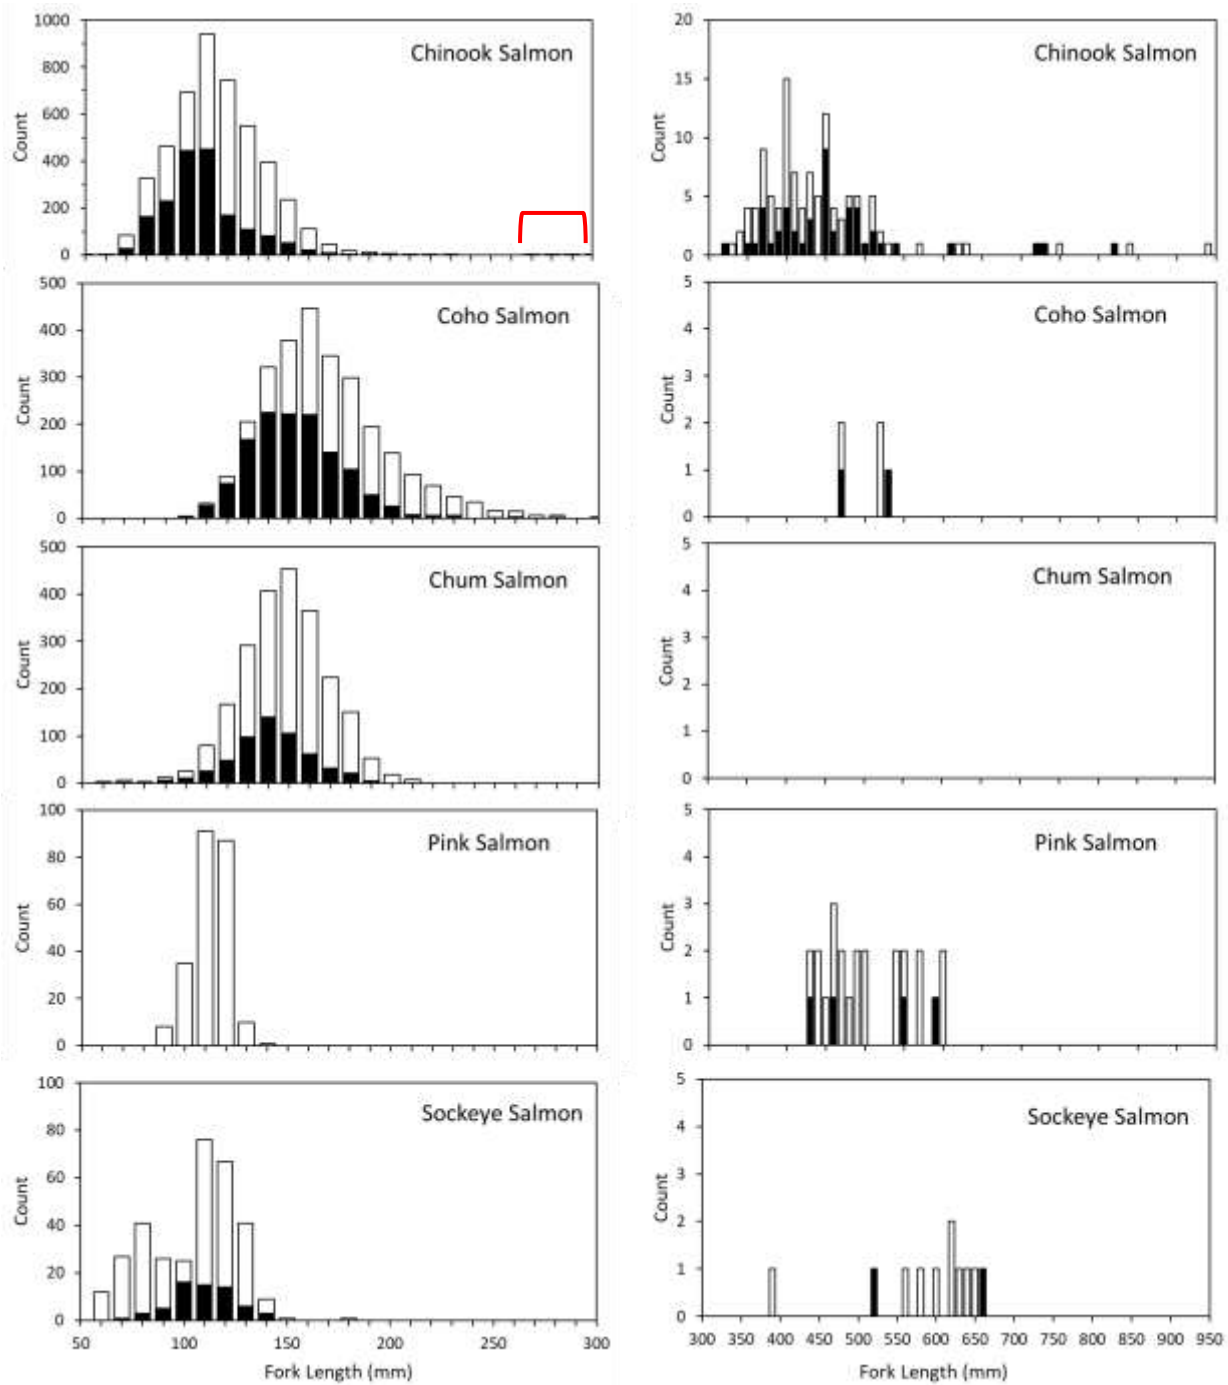 1000
800
600
400
200
0
Count
Chinook Salmon
20
15
10
5
0
Count
Chinook Salmon
500
400
300
200
100
0
Count
Coho Salmon
5
4
3
2
1
0
Count
Coho Salmon
500
400
300
200
100
0
Count
Chum Salmon
5
4
3
2
1
0
Count
Chum Salmon
100
80
60
40
20
0
Count
Pink Salmon
5
4
3
2
1
0
Count
Pink Salmon
100
80
60
40
20
0
Count
Sockeye Salmon
50 100 150 200 250 300
Fork Length (mm)
5
4
3
2
1
0
Count
Sockeye Salmon
300 350 400 450 500 550 600 650 700 750 800 850 900 950
Fork Length (mm)